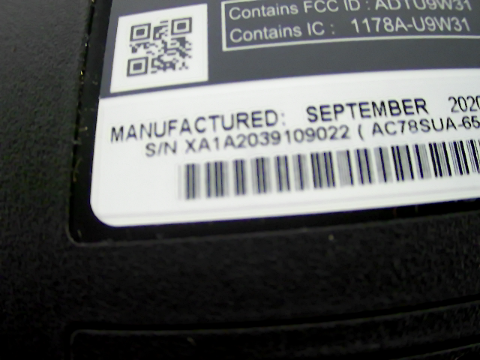 Contains FCC ID : ADTU9W31
Contains IC : 1178A-U9W31
MANUFACTURED: SEPTEMBER 2020
S/N XA1A2039109022 ( AC78SUA-65